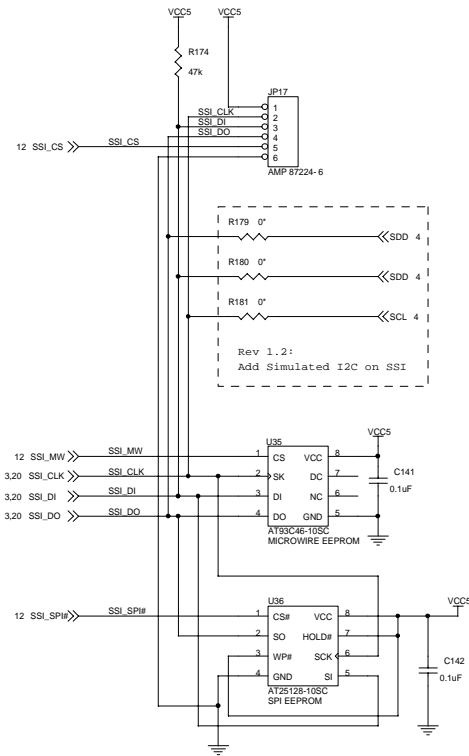 VCC5 VCC5
R174
47k
JP17
SSI_CLK
SSI_DI
SSI_DO
1
2
3
4
5
6
12 SSI_CS SSI_CS
AMP 87224-6
R179 0*
SDD 4
R180 0*
SDD 4
R181 0*
SCL 4
Rev 1.2:
Add Simulated I2C on SSI
VCC5
U35
12 SSI_MW SSI_MW 1 CS VCC 8
3,20 SSI_CLK SSI_CLK 2 SK DC 7
3,20 SSI_DI SSI_DI 3 DI NC 6
3,20 SSI_DO SSI_DO 4 DO GND 5
C141
0.1uF
AT93C46-10SC
MICROWIRE EEPROM
U36
VCC5
12 SSI_SPI# SSI_SPI# 1 CS# VCC 8
2 SO HOLD# 7
3 WP# SCK 6
4 GND SI 5
C142
0.1uF
AT25128-10SC
SPI EEPROM